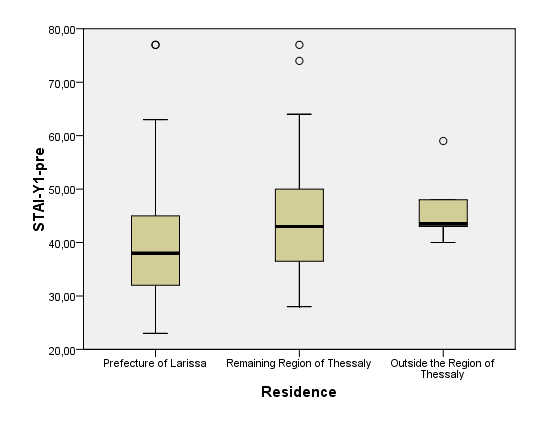 80,00
70,00
60,00
50,00
40,00
30,00
20,00
STAI-Y1-pre
Prefecture of Larissa
Remaining Region of Thessaly
Outside the Region of
Thessaly
Residence